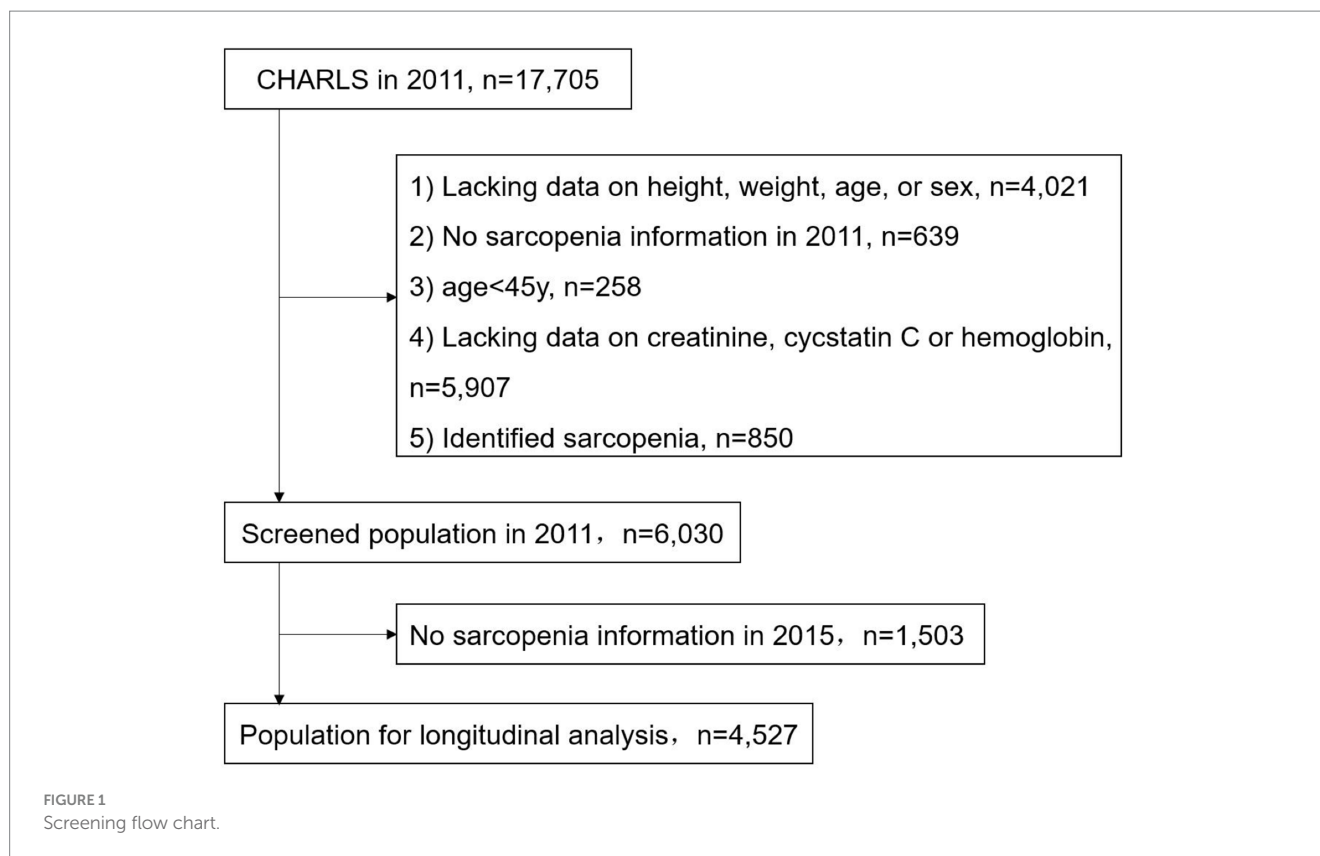 CHARLS in 2011, n=17,705
1) Lacking data on height, weight, age, or sex, n=4,021
2) No sarcopenia information in 2011, n=639
3) age<45y, n=258
4) Lacking data on creatinine, cycstatin C or hemoglobin,
n=5,907
5) Identified sarcopenia, n=850
Screened population in 2011，n=6,030
No sarcopenia information in 2015，n=1,503
Population for longitudinal analysis，n=4,527
FIGURE 1
Screening flow chart.